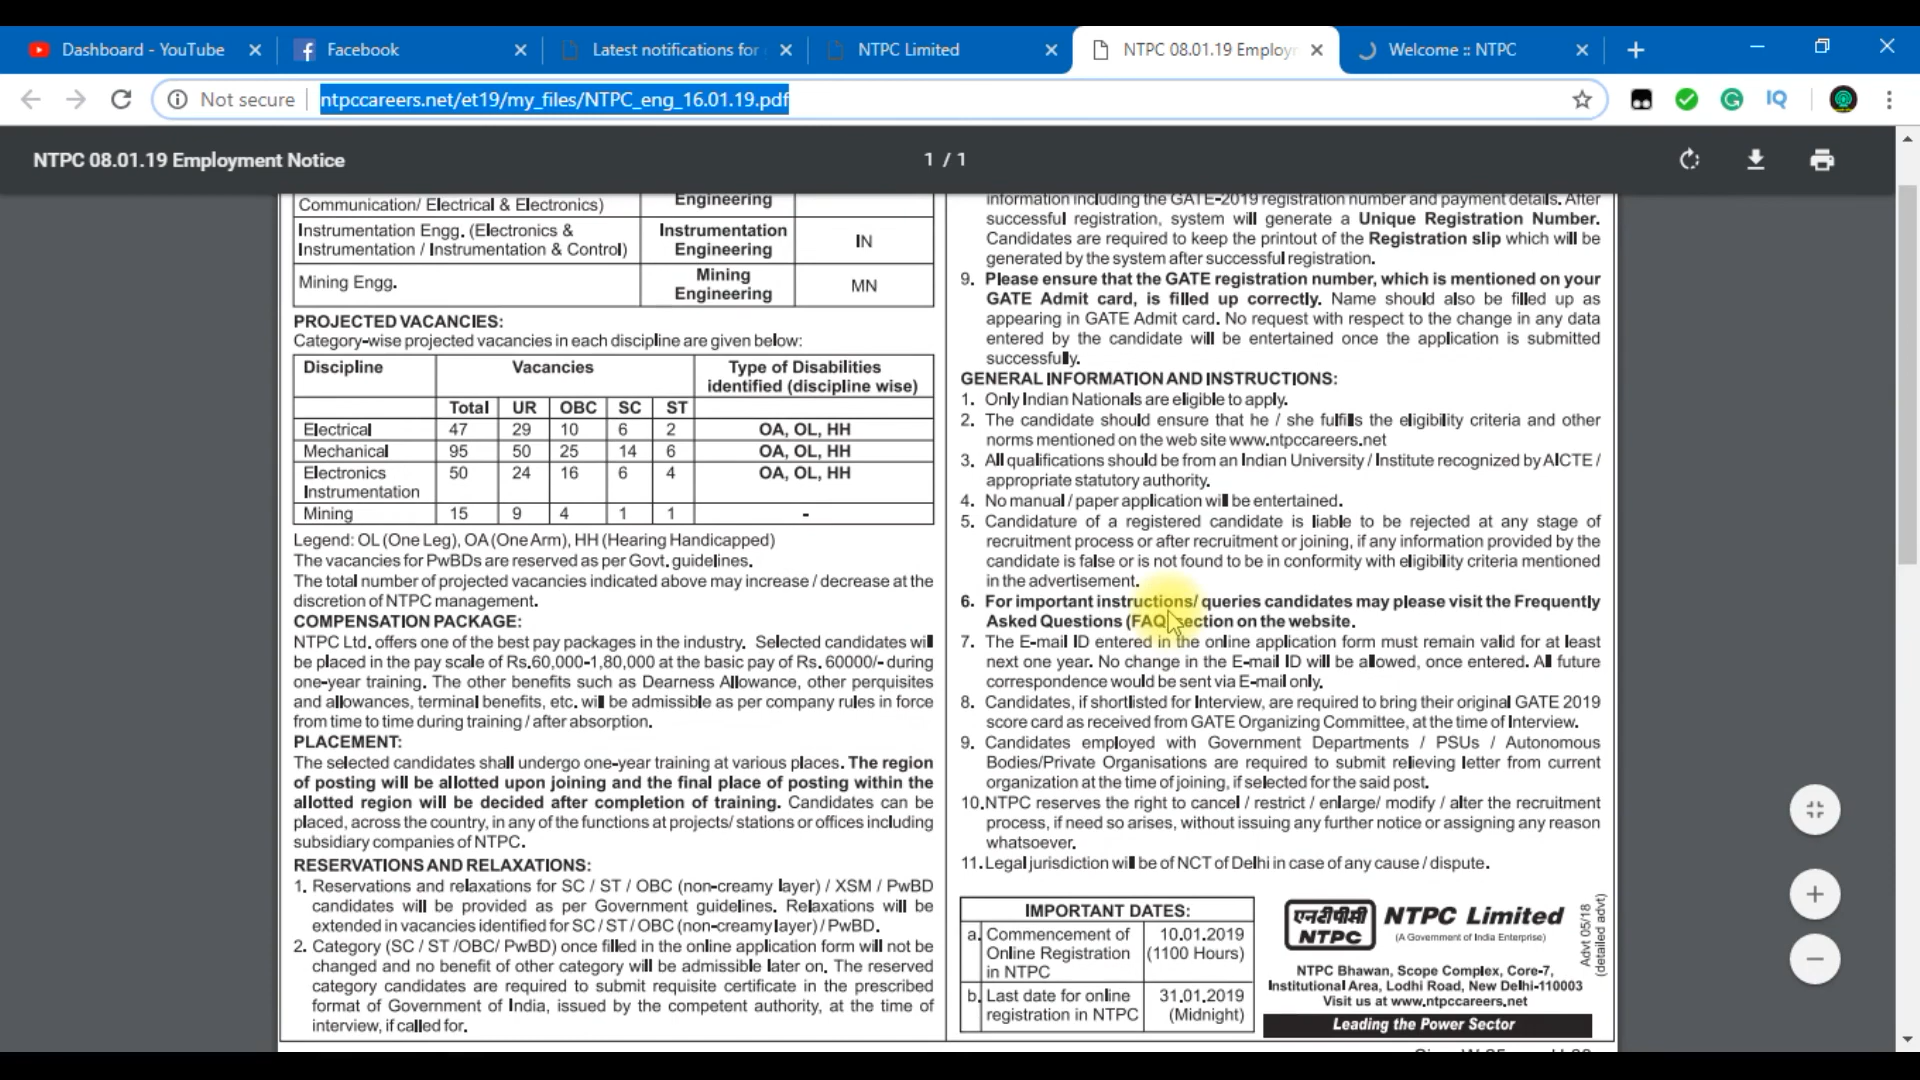 Dashboard - YouTube
Facebook
Latest notifications for
NTPC Limited
NTPC 08.01.19 Employ
Welcome :: NTPC
Not secure
ntpccareers.net/et19/my_files/NTPC_eng_16.01.19.pdf
IQ
NTPC 08.01.19 Employment Notice
1 / 1
Communication/ Electrical & Electronics)
Engineering
Instrumentation Engg. (Electronics &
Instrumentation / Instrumentation & Control)
Instrumentation
Engineering
IN
Mining Engg.
Mining
Engineering
MN
PROJECTED VACANCIES:
Category-wise projected vacancies in each discipline are given below:
Discipline
Vacancies
Type of Disabilities
identified (discipline wise)
Total UR OBC SC ST
Electrical 47 29 10 6 2 OA, OL, HH
Mechanical 95 50 25 14 6 OA, OL, HH
Electronics 50 24 16 6 4 OA, OL, HH
Instrumentation
Mining 15 9 4 1 1 -
Legend: OL (One Leg), OA (One Arm), HH (Hearing Handicapped)
The vacancies for PwBDs are reserved as per Govt. guidelines.
The total number of projected vacancies indicated above may increase / decrease at the
discretion of NTPC management.
COMPENSATION PACKAGE:
NTPC Ltd. offers one of the best pay packages in the industry. Selected candidates will
be placed in the pay scale of Rs.60,000-1,80,000 at the basic pay of Rs. 60000/- during
one-year training. The other benefits such as Dearness Allowance, other perquisites
and allowances, terminal benefits, etc. will be admissible as per company rules in force
from time to time during training / after absorption.
PLACEMENT:
The selected candidates shall undergo one-year training at various places. The region
of posting will be allotted upon joining and the final place of posting within the
allotted region will be decided after completion of training. Candidates can be
placed, across the country, in any of the functions at projects/ stations or offices including
subsidiary companies of NTPC.
RESERVATIONS AND RELAXATIONS:
1. Reservations and relaxations for SC / ST / OBC (non-creamy layer) / XSM / PwBD
candidates will be provided as per Government guidelines. Relaxations will be
extended in vacancies identified for SC / ST / OBC (non-creamy layer) / PwBD.
2. Category (SC / ST /OBC/ PwBD) once filled in the online application form will not be
changed and no benefit of other category will be admissible later on. The reserved
category candidates are required to submit requisite certificate in the prescribed
format of Government of India, issued by the competent authority, at the time of
interview, if called for.
information including the GATE-2019 registration number and payment details. After
successful registration, system will generate a Unique Registration Number.
Candidates are required to keep the printout of the Registration slip which will be
generated by the system after successful registration.
9. Please ensure that the GATE registration number, which is mentioned on your
GATE Admit card, is filled up correctly. Name should also be filled up as
appearing in GATE Admit card. No request with respect to the change in any data
entered by the candidate will be entertained once the application is submitted
successfully.
GENERAL INFORMATION AND INSTRUCTIONS:
1. Only Indian Nationals are eligible to apply.
2. The candidate should ensure that he / she fulfills the eligibility criteria and other
norms mentioned on the web site www.ntpccareers.net
3. All qualifications should be from an Indian University / Institute recognized by AICTE /
appropriate statutory authority.
4. No manual / paper application will be entertained.
5. Candidature of a registered candidate is liable to be rejected at any stage of
recruitment process or after recruitment or joining, if any information provided by the
candidate is false or is not found to be in conformity with eligibility criteria mentioned
in the advertisement.
6. For important instructions/ queries candidates may please visit the Frequently
Asked Questions (FAQ) section on the website.
7. The E-mail ID entered in the online application form must remain valid for at least
next one year. No change in the E-mail ID will be allowed, once entered. All future
correspondence would be sent via E-mail only.
8. Candidates, if shortlisted for Interview, are required to bring their original GATE 2019
score card as received from GATE Organizing Committee, at the time of Interview.
9. Candidates employed with Government Departments / PSUs / Autonomous
Bodies/Private Organisations are required to submit relieving letter from current
organization at the time of joining, if selected for the said post.
10.NTPC reserves the right to cancel / restrict / enlarge/ modify / alter the recruitment
process, if need so arises, without issuing any further notice or assigning any reason
whatsoever.
11. Legal jurisdiction will be of NCT of Delhi in case of any cause / dispute.
IMPORTANT DATES:
a. Commencement of 10.01.2019
Online Registration (1100 Hours)
in NTPC
b. Last date for online 31.01.2019
registration in NTPC (Midnight)
एनटीपीसी
NTPC
NTPC Limited
(A Government of India Enterprise)
NTPC Bhawan, Scope Complex, Core-7,
Institutional Area, Lodhi Road, New Delhi-110003
Visit us at www.ntpccareers.net
Leading the Power Sector
Advt 05/18
(detailed advt)